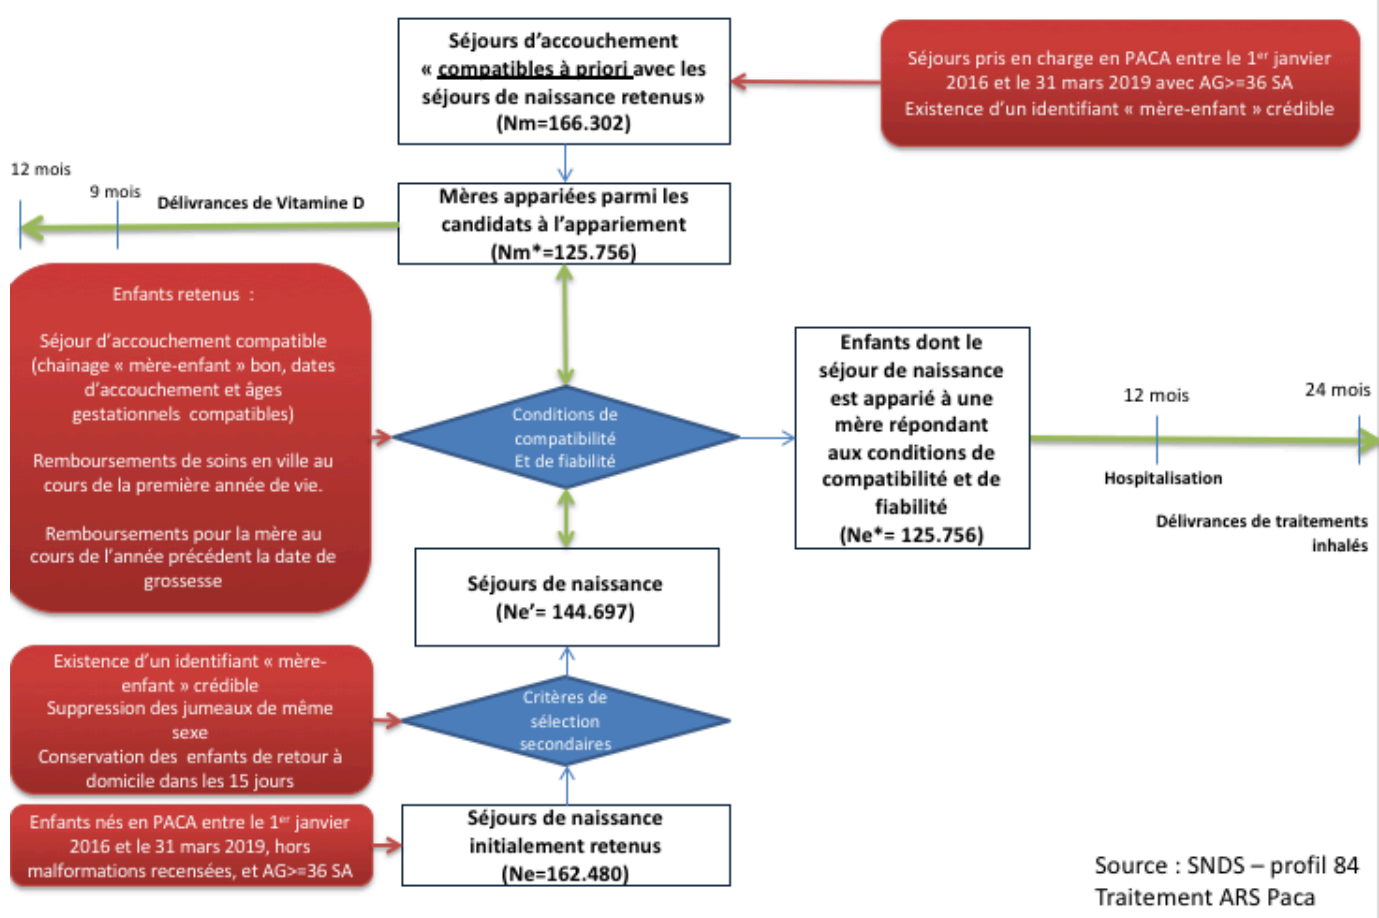 Séjours d’accouchement
« compatibles à priori avec les
séjours de naissance retenus»
(Nm=166.302)
Séjours pris en charge en PACA entre le 1er janvier
2016 et le 31 mars 2019 avec AG>=36 SA
Existence d’un identifiant « mère-enfant » crédible
12 mois
9 mois
Délivrances de Vitamine D
Mères appariées parmi les
candidats à l’appariement
(Nm*=125.756)
Enfants retenus :
Séjour d’accouchement compatible
(chainage « mère-enfant » bon, dates
d’accouchement et âges
gestationnels compatibles)
Remboursements de soins en ville au
cours de la première année de vie.
Remboursements pour la mère au
cours de l’année précédent la date de
grossesse
Conditions de
compatibilité
Et de fiabilité
Enfants dont le
séjour de naissance
est apparié à une
mère répondant
aux conditions de
compatibilité et de
fiabilité
(Ne*= 125.756)
12 mois
24 mois
Hospitalisation
Délivrances de traitements
inhalés
Séjours de naissance
(Ne’= 144.697)
Existence d’un identifiant « mère-
enfant » crédible
Suppression des jumeaux de même
sexe
Conservation des enfants de retour à
domicile dans les 15 jours
Critères de
sélection
secondaires
Enfants nés en PACA entre le 1er janvier
2016 et le 31 mars 2019, hors
malformations recensées, et AG>=36 SA
Séjours de naissance
initialement retenus
(Ne=162.480)
Source : SNDS – profil 84
Traitement ARS Paca